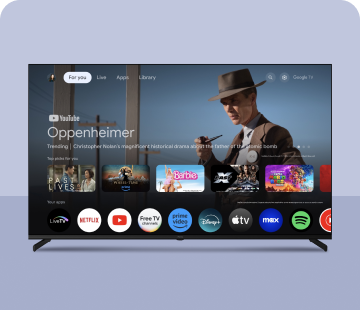 For you Live Apps Library Google TV
YouTube
Oppenheimer
Trending | Christopher Nolan's magnificent historical drama about the father of the atomic bomb
Top picks for you
PAST LIVES
Barbie
Your apps
Live TV NETFLIX YouTube Free TV channels prime video Disney+ tv max